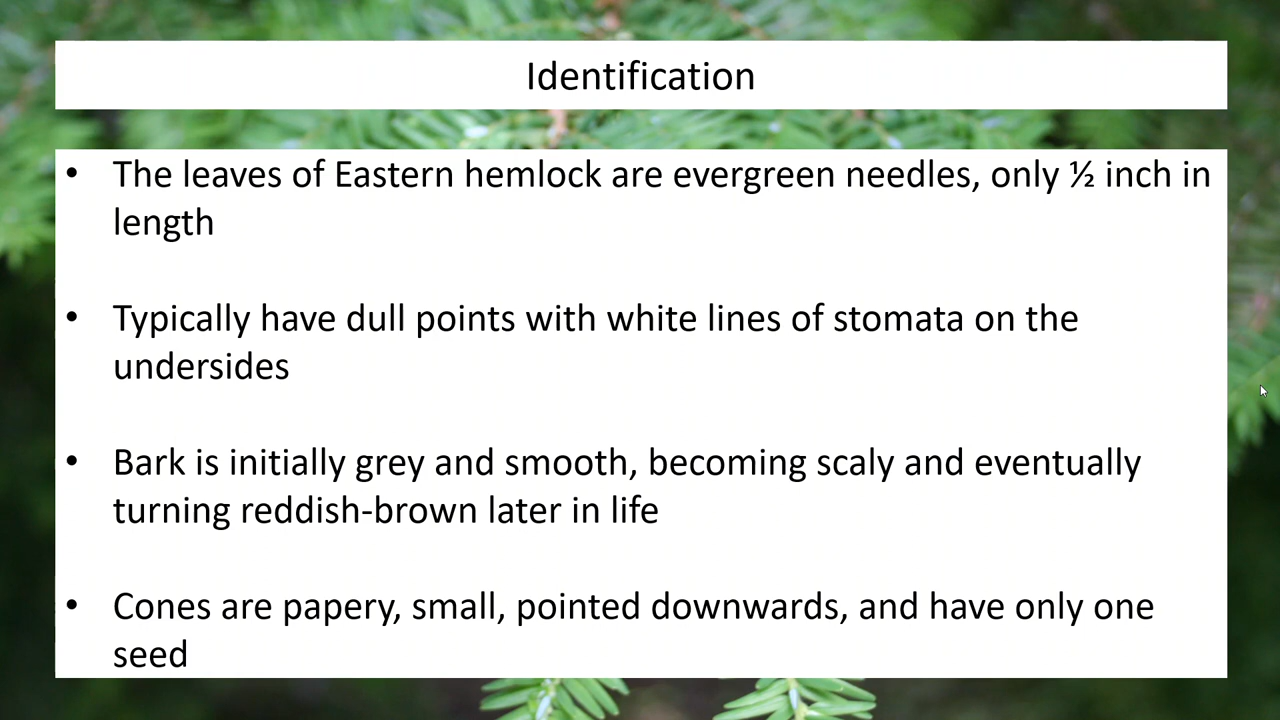 Identification
• The leaves of Eastern hemlock are evergreen needles, only ½ inch in
length
• Typically have dull points with white lines of stomata on the
undersides
• Bark is initially grey and smooth, becoming scaly and eventually
turning reddish-brown later in life
• Cones are papery, small, pointed downwards, and have only one
seed